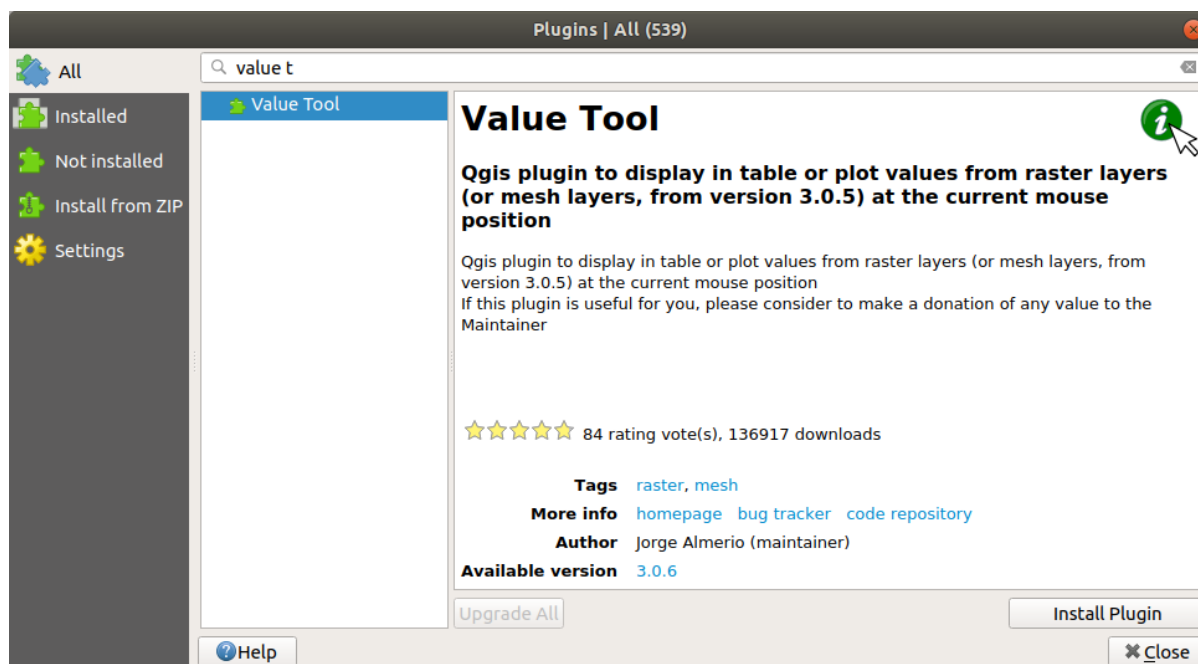 Plugins | All (539)
All
Installed
Not installed
Install from ZIP
Settings
value t
Value Tool
Value Tool
Qgis plugin to display in table or plot values from raster layers
(or mesh layers, from version 3.0.5) at the current mouse
position
Qgis plugin to display in table or plot values from raster layers (or mesh layers, from
version 3.0.5) at the current mouse position
If this plugin is useful for you, please consider to make a donation of any value to the
Maintainer
84 rating vote(s), 136917 downloads
Tags raster, mesh
More info homepage bug tracker code repository
Author Jorge Almerio (maintainer)
Available version 3.0.6
Upgrade All
Install Plugin
Help
Close